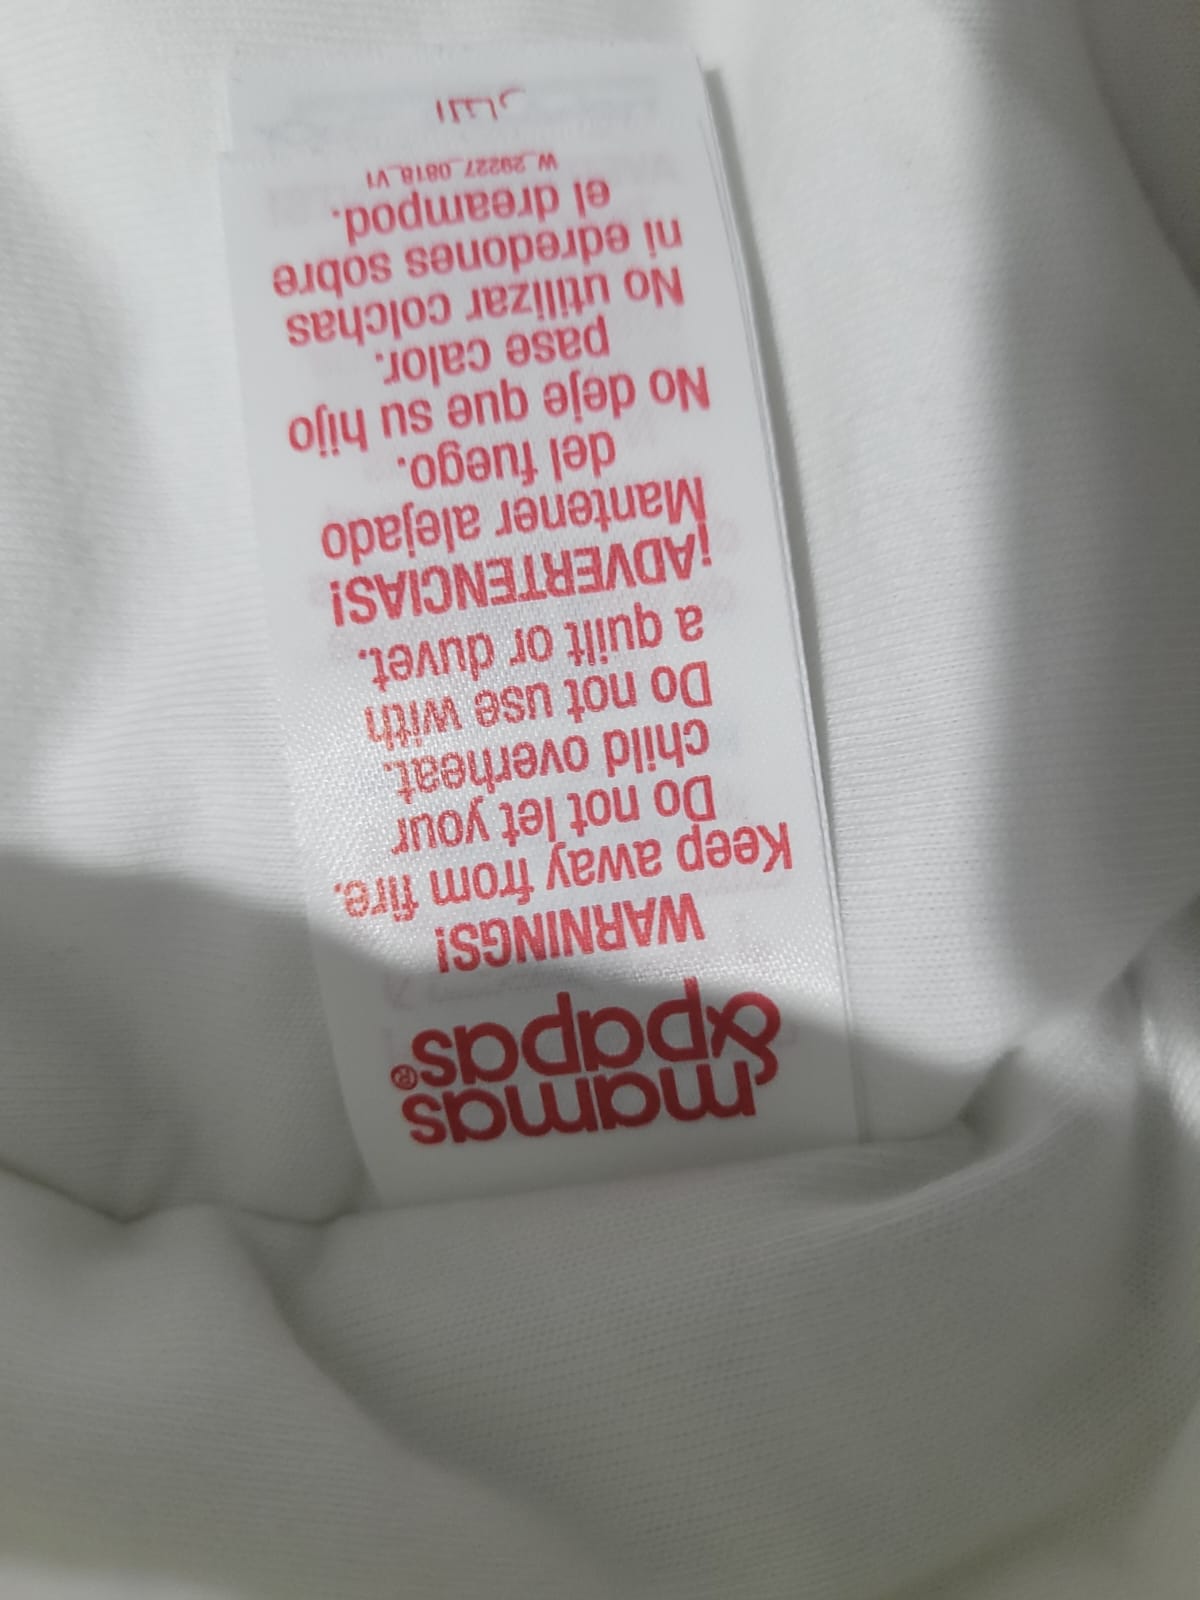 mamas
&papas®
WARNINGS!
Keep away from fire.
Do not let your
child overheat.
Do not use with
a quilt or duvet.
¡ADVERTENCIAS!
Mantener alejado
del fuego.
No deje que su hijo
pase calor.
No utilizar colchas
ni edredones sobre
el dreampod.
W_29227_0818_V1
النار